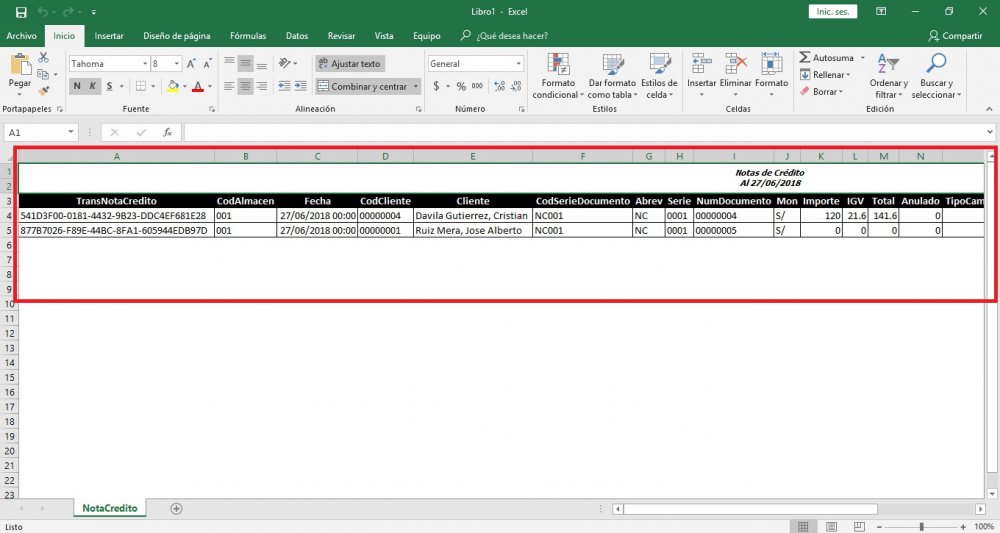 Libro1 - Excel
Inic. ses.
Archivo Inicio Insertar Diseño de página Fórmulas Datos Revisar Vista Equipo ¿Qué desea hacer? Compartir
Pegar
Tahoma 8
N K S
Ajustar texto
Combinar y centrar
General
$ % 000
Formato condicional
Dar formato como tabla
Estilos de celda
Insertar Eliminar Formato
Autosuma
Rellenar
Borrar
Ordenar y filtrar
Buscar y seleccionar
Portapapeles Fuente Alineación Número Estilos Celdas Edición
A1 fx
A B C D E F G H I J K L M N
1 Notas de Crédito
2 Al 27/06/2018
3 TransNotaCredito CodAlmacen Fecha CodCliente Cliente CodSerieDocumento Abrev Serie NumDocumento Mon Importe IGV Total Anulado TipoCam
4 541D3F00-0181-4432-9B23-DDC4EF681E28 001 27/06/2018 00:00 00000004 Davila Gutierrez, Cristian NC001 NC 0001 00000004 S/ 120 21.6 141.6 0
5 877B7026-F89E-44BC-8FA1-605944EDB97D 001 27/06/2018 00:00 00000001 Ruiz Mera, Jose Alberto NC001 NC 0001 00000005 S/ 0 0 0 0
6
7
8
9
10
11
12
13
14
15
16
17
18
19
20
21
22
23
NotaCredito
Listo
100%